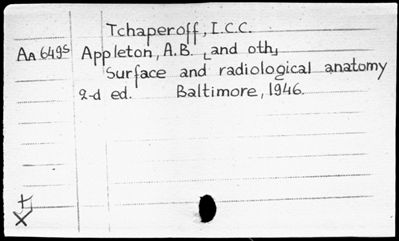 Tchaperoff, I.C.C.
Aa 649s Appleton, A.B. [and oth]
Surface and radiological anatomy
2-d ed. Baltimore, 1946.